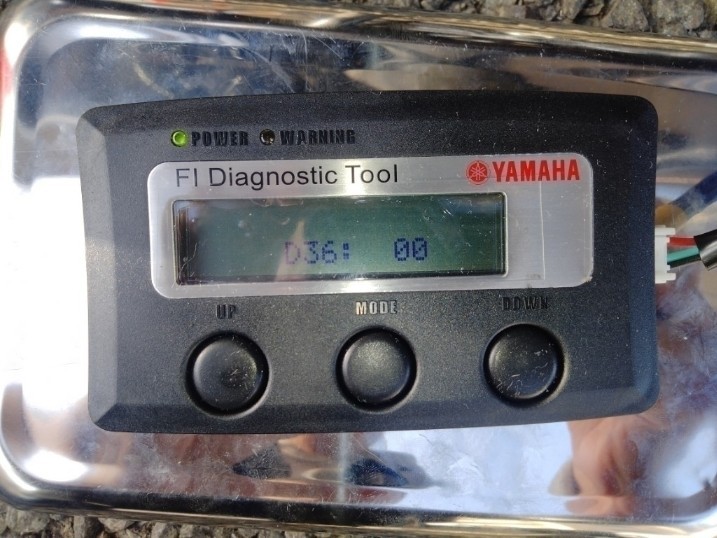 POWER WARNING
FI Diagnostic Tool YAMAHA
D36: 00
UP MODE DOWN